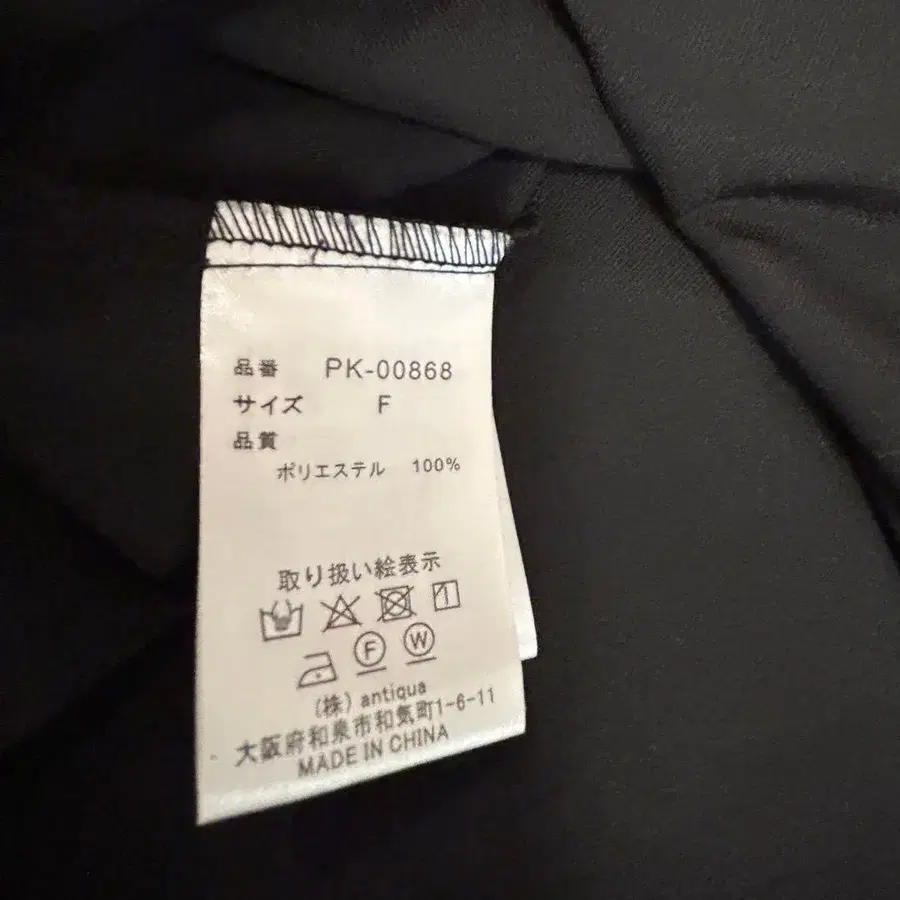 品番 PK-00868
サイズ F
品質
ポリエステル 100%
取り扱い絵表示
F W
(株) antiqua
大阪府和泉市和気町1-6-11
MADE IN CHINA